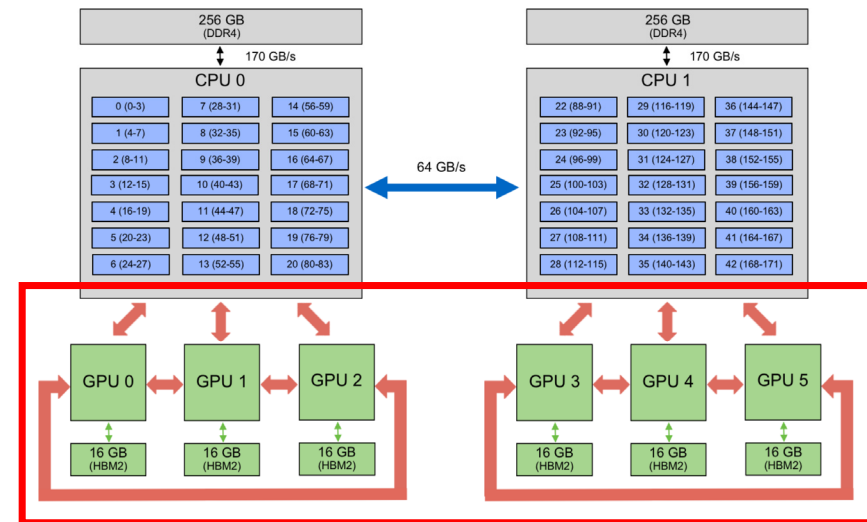 256 GB
(DDR4)
170 GB/s
CPU 0
0 (0-3)
7 (28-31)
14 (56-59)
1 (4-7)
8 (32-35)
15 (60-63)
2 (8-11)
9 (36-39)
16 (64-67)
3 (12-15)
10 (40-43)
17 (68-71)
4 (16-19)
11 (44-47)
18 (72-75)
5 (20-23)
12 (48-51)
19 (76-79)
6 (24-27)
13 (52-55)
20 (80-83)
64 GB/s
256 GB
(DDR4)
170 GB/s
CPU 1
22 (88-91)
29 (116-119)
36 (144-147)
23 (92-95)
30 (120-123)
37 (148-151)
24 (96-99)
31 (124-127)
38 (152-155)
25 (100-103)
32 (128-131)
39 (156-159)
26 (104-107)
33 (132-135)
40 (160-163)
27 (108-111)
34 (136-139)
41 (164-167)
28 (112-115)
35 (140-143)
42 (168-171)
GPU 0
GPU 1
GPU 2
16 GB
(HBM2)
16 GB
(HBM2)
16 GB
(HBM2)
GPU 3
GPU 4
GPU 5
16 GB
(HBM2)
16 GB
(HBM2)
16 GB
(HBM2)